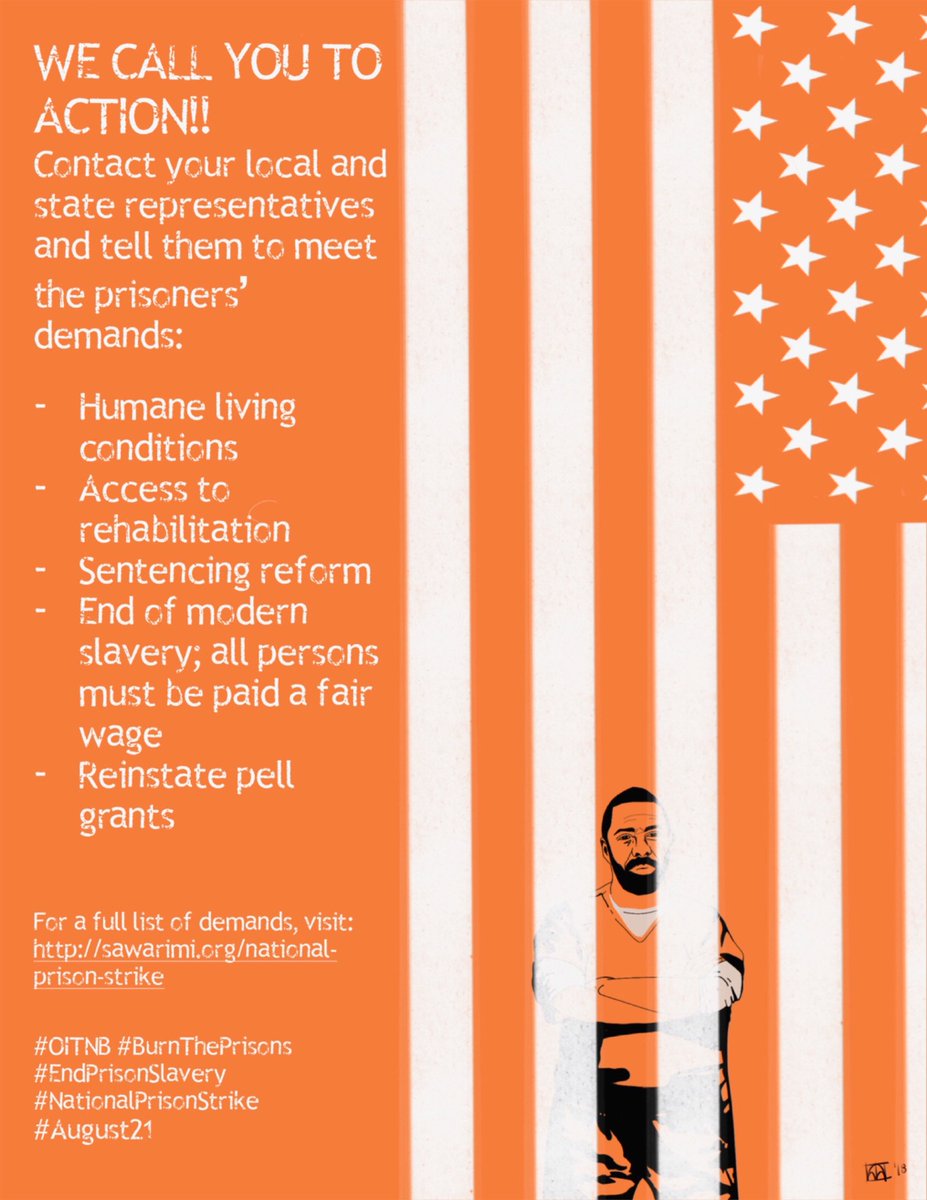 WE CALL YOU TO
ACTION!!
Contact your local and
state representatives
and tell them to meet
the prisoners’
demands:
- Humane living
conditions
- Access to
rehabilitation
- Sentencing reform
- End of modern
slavery; all persons
must be paid a fair
wage
- Reinstate pell
grants
For a full list of demands, visit:
http://sawarimi.org/national-
prison-strike
#OITNB #BurnThePrisons
#EndPrisonSlavery
#NationalPrisonStrike
#August21
'18